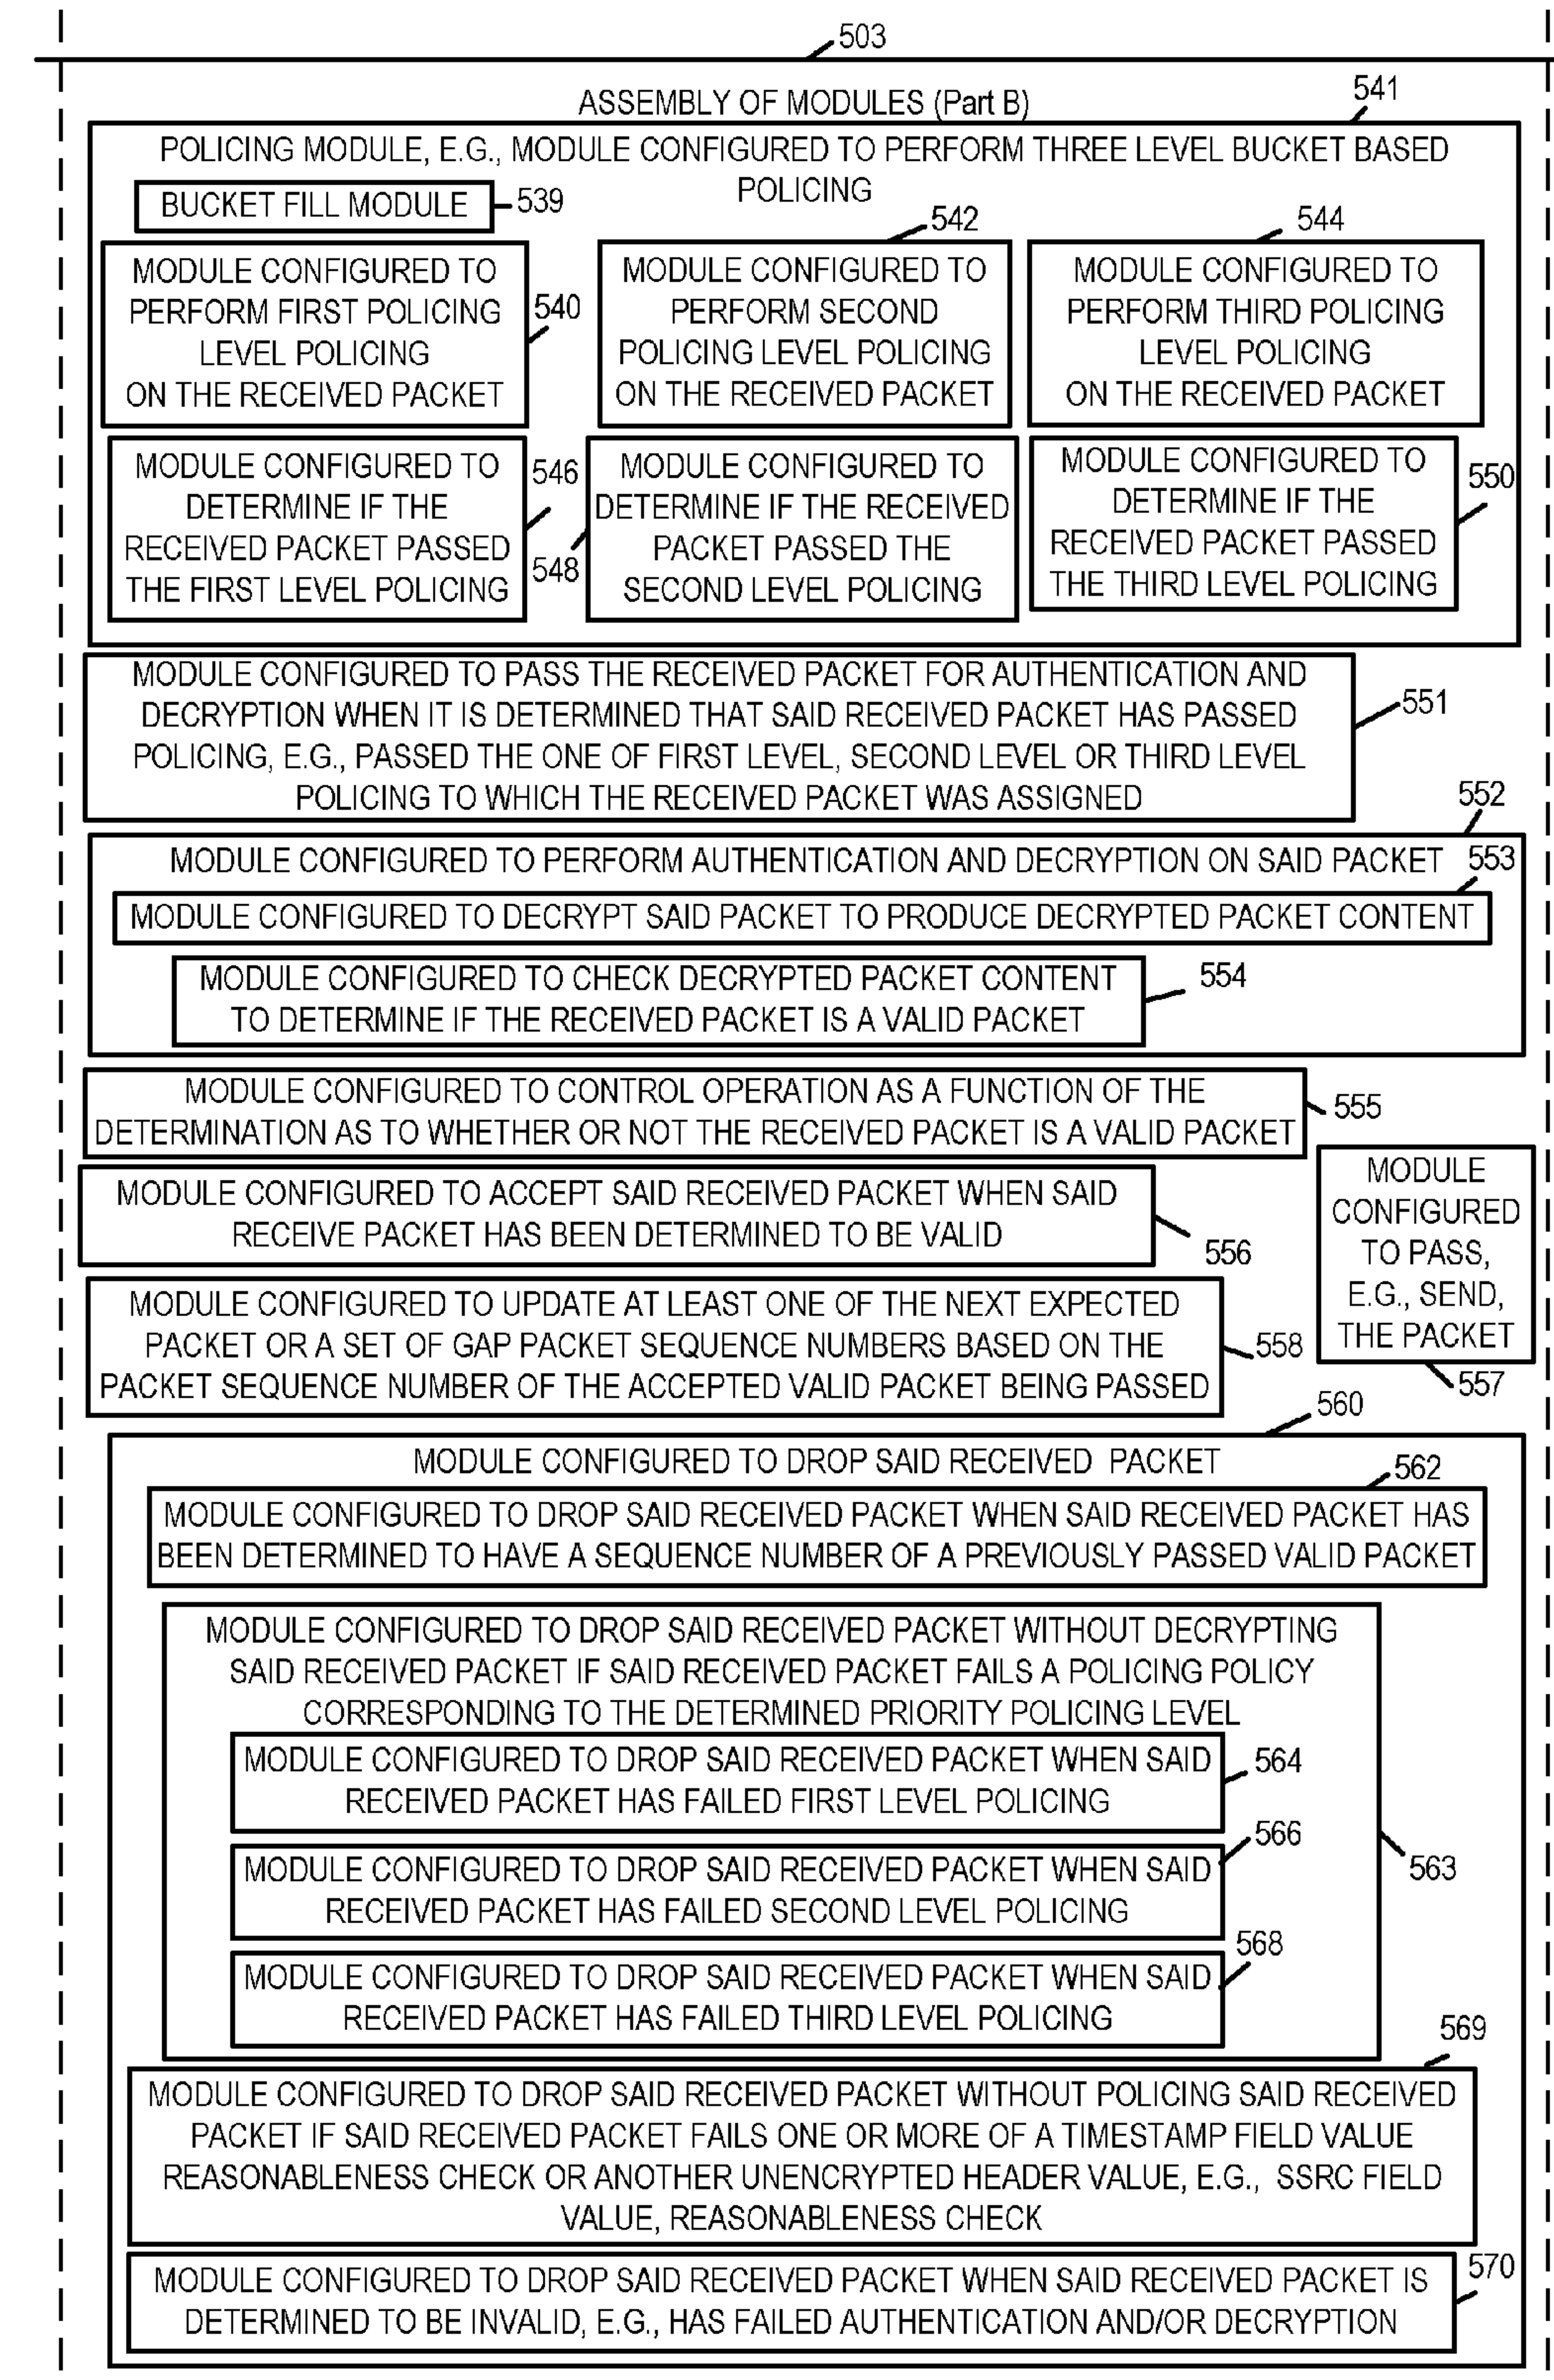 503
ASSEMBLY OF MODULES (Part B)
541
POLICING MODULE, E.G., MODULE CONFIGURED TO PERFORM THREE LEVEL BUCKET BASED
POLICING
BUCKET FILL MODULE
539
MODULE CONFIGURED TO
PERFORM FIRST POLICING
LEVEL POLICING
ON THE RECEIVED PACKET
540
542
MODULE CONFIGURED TO
PERFORM SECOND
POLICING LEVEL POLICING
ON THE RECEIVED PACKET
544
MODULE CONFIGURED TO
PERFORM THIRD POLICING
LEVEL POLICING
ON THE RECEIVED PACKET
MODULE CONFIGURED TO
DETERMINE IF THE
RECEIVED PACKET PASSED
THE FIRST LEVEL POLICING
546
548
MODULE CONFIGURED TO
DETERMINE IF THE RECEIVED
PACKET PASSED THE
SECOND LEVEL POLICING
MODULE CONFIGURED TO
DETERMINE IF THE
RECEIVED PACKET PASSED
THE THIRD LEVEL POLICING
550
MODULE CONFIGURED TO PASS THE RECEIVED PACKET FOR AUTHENTICATION AND
DECRYPTION WHEN IT IS DETERMINED THAT SAID RECEIVED PACKET HAS PASSED
POLICING, E.G., PASSED THE ONE OF FIRST LEVEL, SECOND LEVEL OR THIRD LEVEL
POLICING TO WHICH THE RECEIVED PACKET WAS ASSIGNED
551
552
MODULE CONFIGURED TO PERFORM AUTHENTICATION AND DECRYPTION ON SAID PACKET
553
MODULE CONFIGURED TO DECRYPT SAID PACKET TO PRODUCE DECRYPTED PACKET CONTENT
MODULE CONFIGURED TO CHECK DECRYPTED PACKET CONTENT
TO DETERMINE IF THE RECEIVED PACKET IS A VALID PACKET
554
MODULE CONFIGURED TO CONTROL OPERATION AS A FUNCTION OF THE
DETERMINATION AS TO WHETHER OR NOT THE RECEIVED PACKET IS A VALID PACKET
555
MODULE CONFIGURED TO ACCEPT SAID RECEIVED PACKET WHEN SAID
RECEIVE PACKET HAS BEEN DETERMINED TO BE VALID
556
MODULE
CONFIGURED
TO PASS,
E.G., SEND,
THE PACKET
557
MODULE CONFIGURED TO UPDATE AT LEAST ONE OF THE NEXT EXPECTED
PACKET OR A SET OF GAP PACKET SEQUENCE NUMBERS BASED ON THE
PACKET SEQUENCE NUMBER OF THE ACCEPTED VALID PACKET BEING PASSED
558
560
MODULE CONFIGURED TO DROP SAID RECEIVED PACKET
562
MODULE CONFIGURED TO DROP SAID RECEIVED PACKET WHEN SAID RECEIVED PACKET HAS
BEEN DETERMINED TO HAVE A SEQUENCE NUMBER OF A PREVIOUSLY PASSED VALID PACKET
MODULE CONFIGURED TO DROP SAID RECEIVED PACKET WITHOUT DECRYPTING
SAID RECEIVED PACKET IF SAID RECEIVED PACKET FAILS A POLICING POLICY
CORRESPONDING TO THE DETERMINED PRIORITY POLICING LEVEL
MODULE CONFIGURED TO DROP SAID RECEIVED PACKET WHEN SAID
RECEIVED PACKET HAS FAILED FIRST LEVEL POLICING
564
MODULE CONFIGURED TO DROP SAID RECEIVED PACKET WHEN SAID
RECEIVED PACKET HAS FAILED SECOND LEVEL POLICING
566
563
MODULE CONFIGURED TO DROP SAID RECEIVED PACKET WHEN SAID
RECEIVED PACKET HAS FAILED THIRD LEVEL POLICING
568
569
MODULE CONFIGURED TO DROP SAID RECEIVED PACKET WITHOUT POLICING SAID RECEIVED
PACKET IF SAID RECEIVED PACKET FAILS ONE OR MORE OF A TIMESTAMP FIELD VALUE
REASONABLENESS CHECK OR ANOTHER UNENCRYPTED HEADER VALUE, E.G., SSRC FIELD
VALUE, REASONABLENESS CHECK
MODULE CONFIGURED TO DROP SAID RECEIVED PACKET WHEN SAID RECEIVED PACKET IS
DETERMINED TO BE INVALID, E.G., HAS FAILED AUTHENTICATION AND/OR DECRYPTION
570